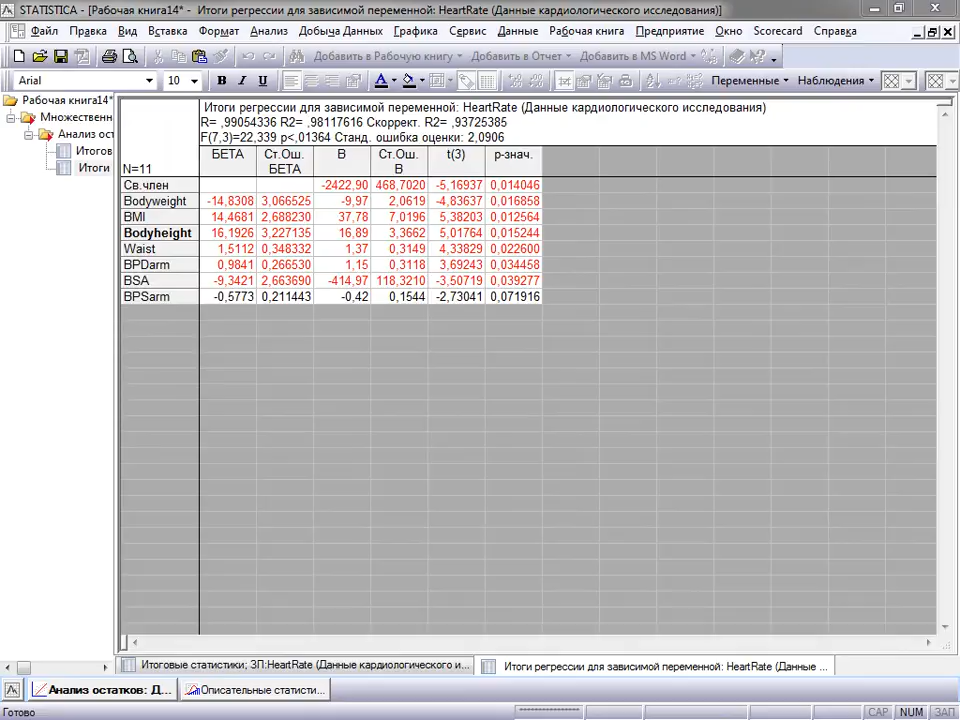 STATISTICA - [Рабочая книга14* - Итоги регрессии для зависимой переменной: HeartRate (Данные кардиологического исследования)]
Файл Правка Вид Вставка Формат Анализ Добыча Данных Графика Сервис Данные Рабочая книга Предприятие Окно Scorecard Справка
Добавить в Рабочую книгу Добавить в Отчет Добавить в MS Word
Arial 10 B I U A Переменные Наблюдения
Рабочая книга14*
Множественн
Анализ ост
Итогов
Итоги
Итоги регрессии для зависимой переменной: HeartRate (Данные кардиологического исследования)
R= ,99054336 R2= ,98117616 Скоррект. R2= ,93725385
F(7,3)=22,339 p<,01364 Станд. ошибка оценки: 2,0906
N=11 БЕТА Ст.Ош. БЕТА B Ст.Ош. B t(3) p-знач.
Св.член -2422,90 468,7020 -5,16937 0,014046
Bodyweight -14,8308 3,066525 -9,97 2,0619 -4,83637 0,016858
BMI 14,4681 2,688230 37,78 7,0196 5,38203 0,012564
Bodyheight 16,1926 3,227135 16,89 3,3662 5,01764 0,015244
Waist 1,5112 0,348332 1,37 0,3149 4,33829 0,022600
BPDarm 0,9841 0,266530 1,15 0,3118 3,69243 0,034458
BSA -9,3421 2,663690 -414,97 118,3210 -3,50719 0,039277
BPSarm -0,5773 0,211443 -0,42 0,1544 -2,73041 0,071916
Итоговые статистики; ЗП:HeartRate (Данные кардиологического и... Итоги регрессии для зависимой переменной: HeartRate (Данные ...
Анализ остатков: Д... Описательные статисти...
Готово CAP NUM ЗАП